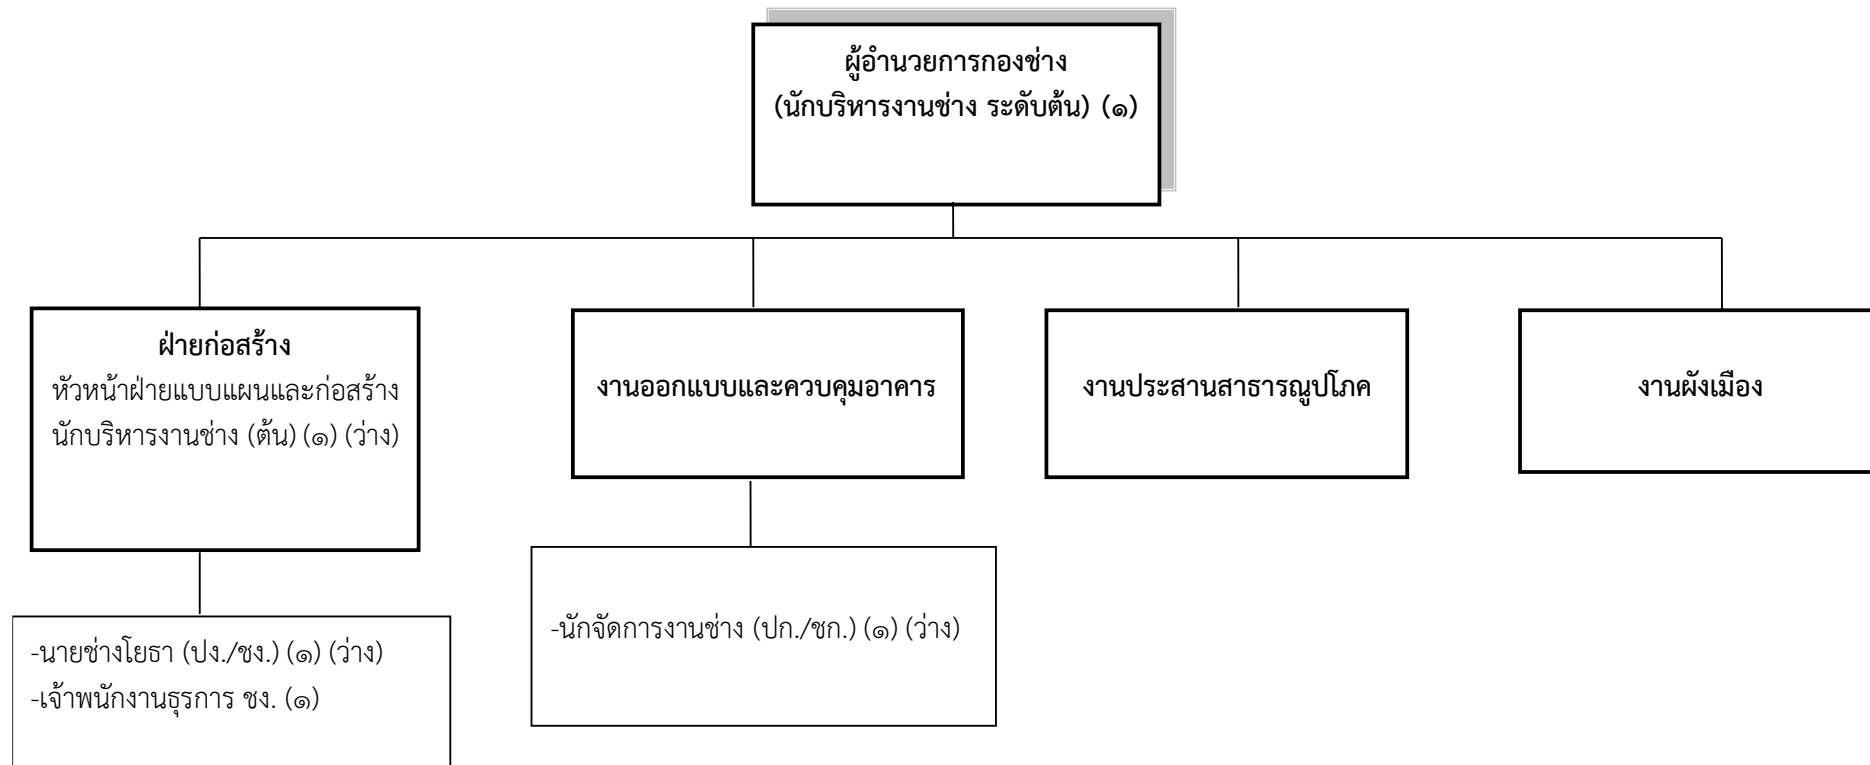 ผู้อำนวยการกองช่าง
(นักบริหารงานช่าง ระดับต้น) (๑)
ฝ่ายก่อสร้าง
หัวหน้าฝ่ายแบบแผนและก่อสร้าง
นักบริหารงานช่าง (ต้น) (๑) (ว่าง)
งานออกแบบและควบคุมอาคาร
งานประสานสาธารณูปโภค
งานผังเมือง
-นายช่างโยธา (ปง./ชง.) (๑) (ว่าง)
-เจ้าพนักงานธุรการ ชง. (๑)
-นักจัดการงานช่าง (ปก./ชก.) (๑) (ว่าง)